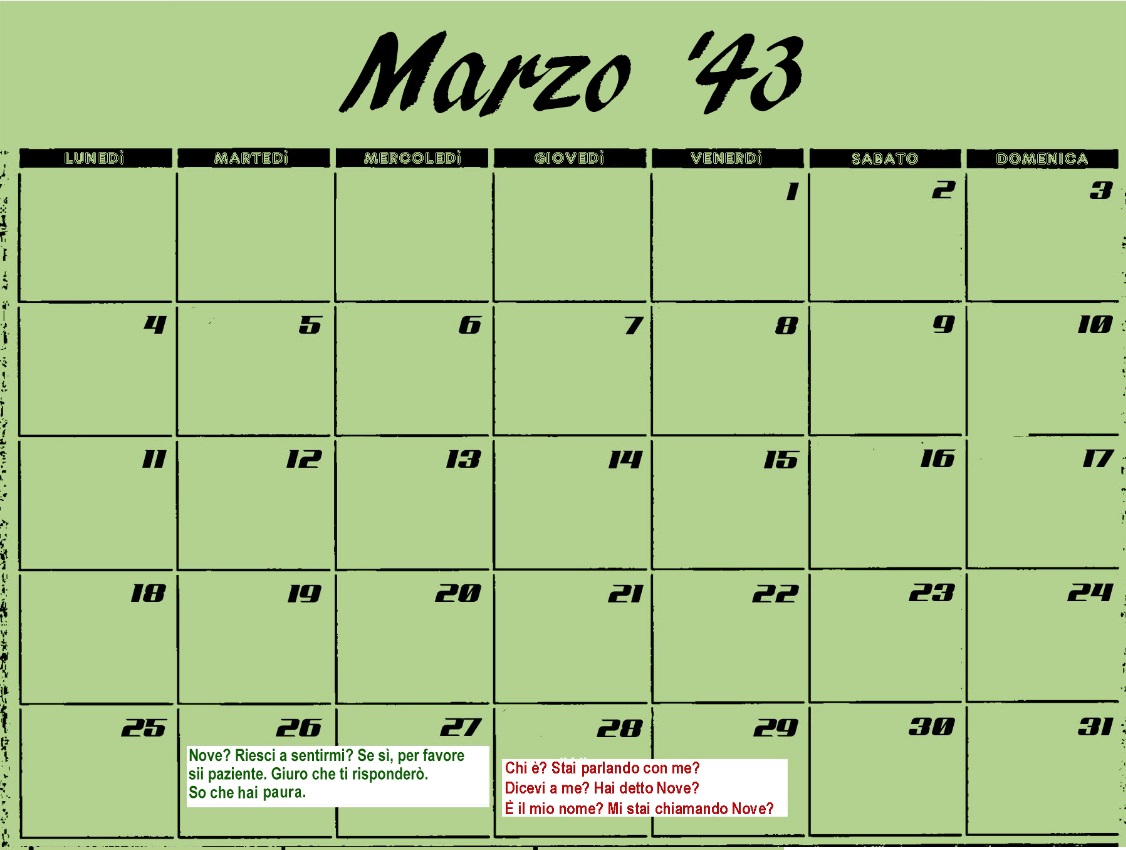 Marzo '43
LUNEDì MARTEDì MERCOLEDì GIOVEDì VENERDì SABATO DOMENICA
1 2 3
4 5 6 7 8 9 10
11 12 13 14 15 16 17
18 19 20 21 22 23 24
25 26 27 28 29 30 31
Nove? Riesci a sentirmi? Se sì, per favore
sii paziente. Giuro che ti risponderò.
So che hai paura.
Chi è? Stai parlando con me?
Dicevi a me? Hai detto Nove?
È il mio nome? Mi stai chiamando Nove?